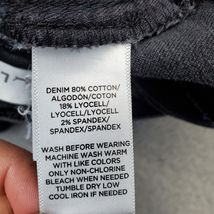 DENIM 80% COTTON/
ALGODÓN/COTON
18% LYOCELL/
LYOCELL/LYOCELL
2% SPANDEX/
SPANDEX/SPANDEX
WASH BEFORE WEARING
MACHINE WASH WARM
WITH LIKE COLORS
ONLY NON-CHLORINE
BLEACH WHEN NEEDED
TUMBLE DRY LOW
COOL IRON IF NEEDED